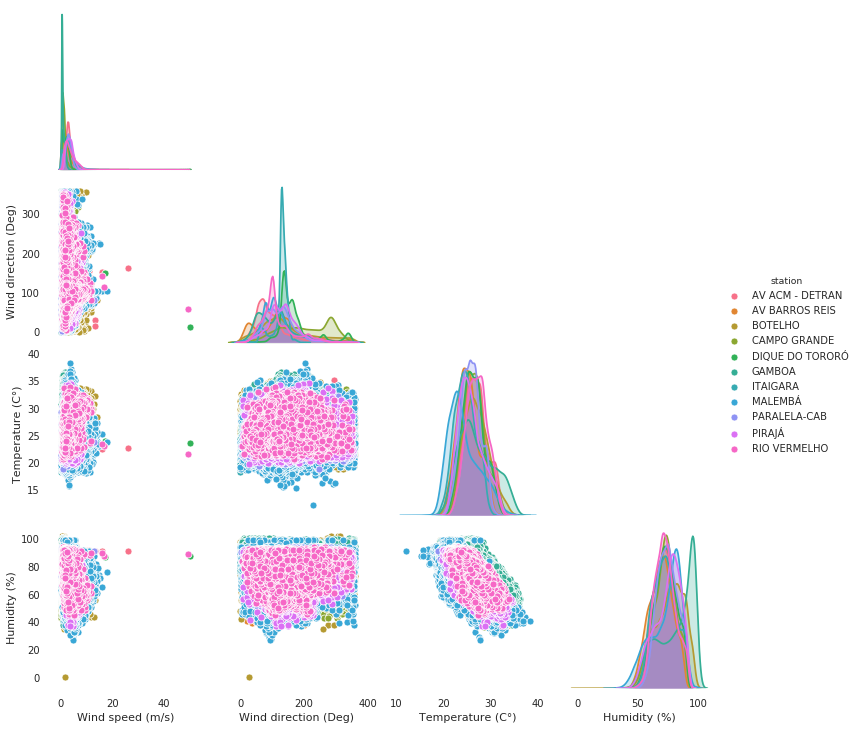 Wind direction (Deg)
300
200
100
0
Temperature (C°)
40
35
30
25
20
15
Humidity (%)
100
80
60
40
20
0
0 20 40
Wind speed (m/s)
0 200 400
Wind direction (Deg)
10 20 30 40
Temperature (C°)
0 50 100
Humidity (%)
station
AV ACM - DETRAN
AV BARROS REIS
BOTELHO
CAMPO GRANDE
DIQUE DO TORORÓ
GAMBOA
ITAIGARA
MALEMBÁ
PARALELA-CAB
PIRAJÁ
RIO VERMELHO